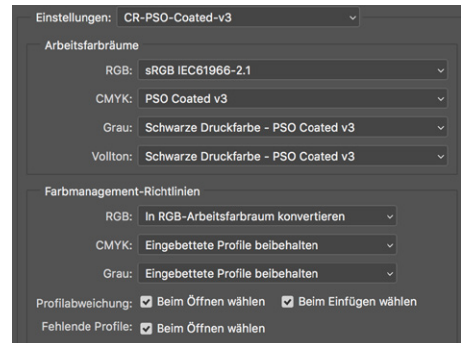 Einstellungen: CR-PSO-Coated-v3
Arbeitsfarbräume
RGB: sRGB IEC61966-2.1
CMYK: PSO Coated v3
Grau: Schwarze Druckfarbe - PSO Coated v3
Vollton: Schwarze Druckfarbe - PSO Coated v3
Farbmanagement-Richtlinien
RGB: In RGB-Arbeitsfarbraum konvertieren
CMYK: Eingebettete Profile beibehalten
Grau: Eingebettete Profile beibehalten
Profilabweichung: Beim Öffnen wählen Beim Einfügen wählen
Fehlende Profile: Beim Öffnen wählen